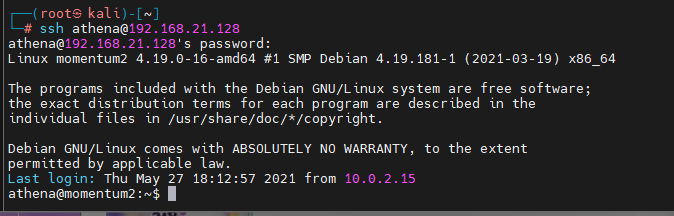 ┌──(root㉿kali)-[~]
└─# ssh athena@192.168.21.128
athena@192.168.21.128's password:
Linux momentum2 4.19.0-16-amd64 #1 SMP Debian 4.19.181-1 (2021-03-19) x86_64
The programs included with the Debian GNU/Linux system are free software;
the exact distribution terms for each program are described in the
individual files in /usr/share/doc/*/copyright.
Debian GNU/Linux comes with ABSOLUTELY NO WARRANTY, to the extent
permitted by applicable law.
Last login: Thu May 27 18:12:57 2021 from 10.0.2.15
athena@momentum2:~$